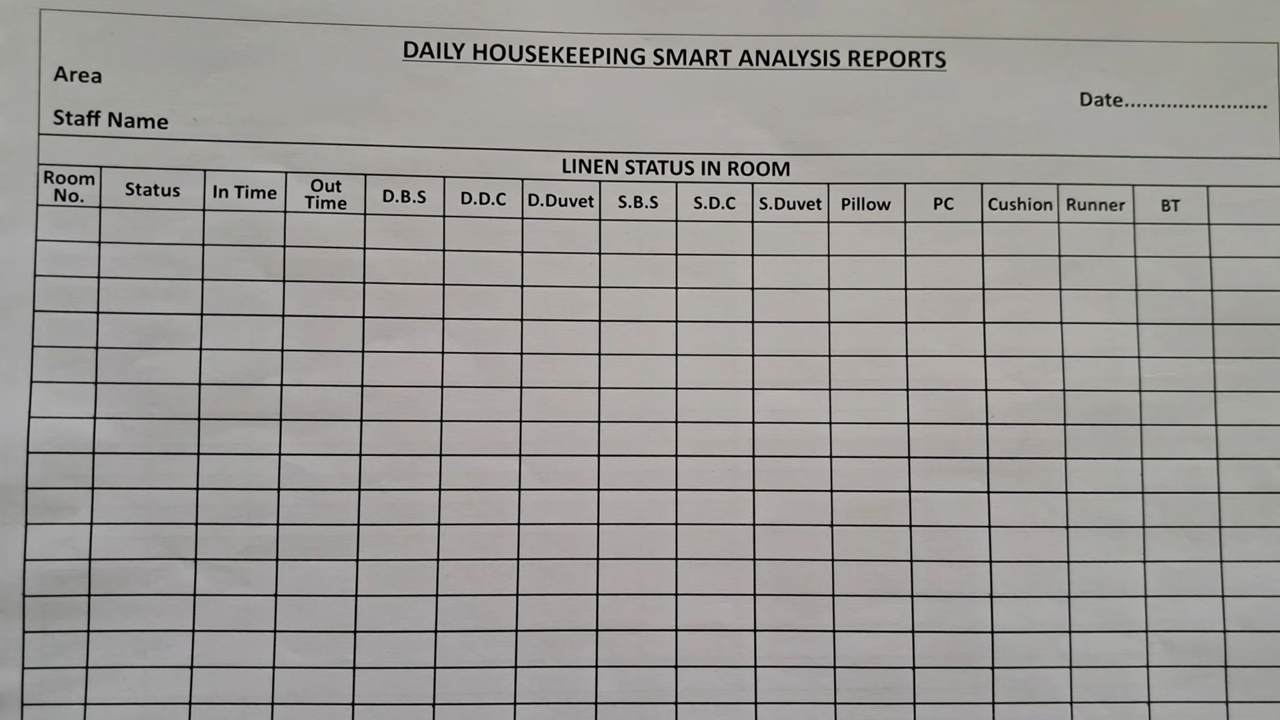 DAILY HOUSEKEEPING SMART ANALYSIS REPORTS
Area
Date........................
Staff Name
LINEN STATUS IN ROOM
Room No. Status In Time Out Time D.B.S D.D.C D.Duvet S.B.S S.D.C S.Duvet Pillow PC Cushion Runner BT